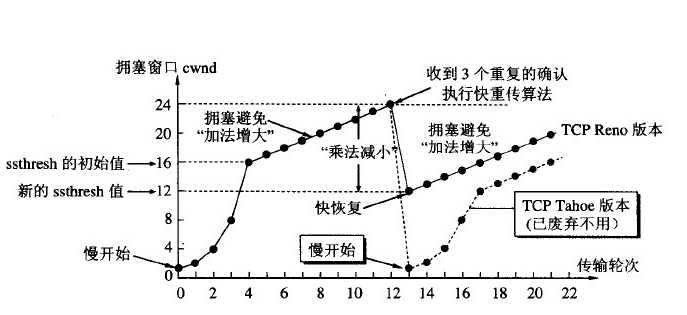 拥塞窗口 cwnd
收到 3 个重复的确认
执行快重传算法
24
拥塞避免
“加法增大”
20
“乘法减小”
拥塞避免
“加法增大”
TCP Reno 版本
ssthresh 的初始值
16
新的 ssthresh 值
12
快恢复
TCP Tahoe 版本
(已废弃不用)
8
4
慢开始
慢开始
0
传输轮次
0 2 4 6 8 10 12 14 16 18 20 22